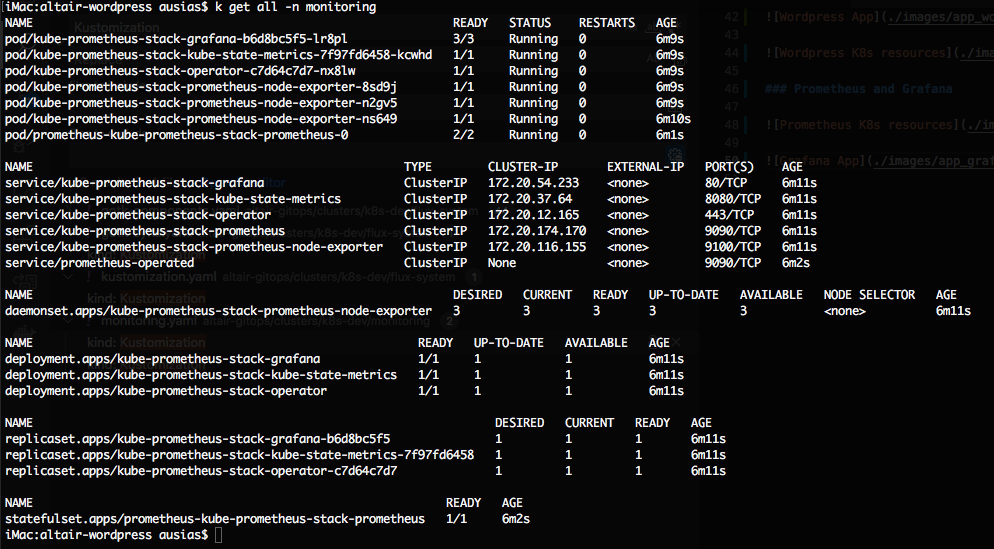 iMac:altair-wordpress ausias$ k get all -n monitoring
NAME READY STATUS RESTARTS AGE
pod/kube-prometheus-stack-grafana-b6d8bc5f5-lr8pl 3/3 Running 0 6m9s
pod/kube-prometheus-stack-kube-state-metrics-7f97fd6458-kcwhd 1/1 Running 0 6m9s
pod/kube-prometheus-stack-operator-c7d64c7d7-nx8lw 1/1 Running 0 6m9s
pod/kube-prometheus-stack-prometheus-node-exporter-8sd9j 1/1 Running 0 6m9s
pod/kube-prometheus-stack-prometheus-node-exporter-n2gv5 1/1 Running 0 6m9s
pod/kube-prometheus-stack-prometheus-node-exporter-ns649 1/1 Running 0 6m10s
pod/prometheus-kube-prometheus-stack-prometheus-0 2/2 Running 0 6m1s
NAME TYPE CLUSTER-IP EXTERNAL-IP PORT(S) AGE
service/kube-prometheus-stack-grafana ClusterIP 172.20.54.233 <none> 80/TCP 6m11s
service/kube-prometheus-stack-kube-state-metrics ClusterIP 172.20.37.64 <none> 8080/TCP 6m11s
service/kube-prometheus-stack-operator ClusterIP 172.20.12.165 <none> 443/TCP 6m11s
service/kube-prometheus-stack-prometheus ClusterIP 172.20.174.170 <none> 9090/TCP 6m11s
service/kube-prometheus-stack-prometheus-node-exporter ClusterIP 172.20.116.155 <none> 9100/TCP 6m11s
service/prometheus-operated ClusterIP None <none> 9090/TCP 6m2s
NAME DESIRED CURRENT READY UP-TO-DATE AVAILABLE NODE SELECTOR AGE
daemonset.apps/kube-prometheus-stack-prometheus-node-exporter 3 3 3 3 3 <none> 6m11s
NAME READY UP-TO-DATE AVAILABLE AGE
deployment.apps/kube-prometheus-stack-grafana 1/1 1 1 6m11s
deployment.apps/kube-prometheus-stack-kube-state-metrics 1/1 1 1 6m11s
deployment.apps/kube-prometheus-stack-operator 1/1 1 1 6m11s
NAME DESIRED CURRENT READY AGE
replicaset.apps/kube-prometheus-stack-grafana-b6d8bc5f5 1 1 1 6m11s
replicaset.apps/kube-prometheus-stack-kube-state-metrics-7f97fd6458 1 1 1 6m11s
replicaset.apps/kube-prometheus-stack-operator-c7d64c7d7 1 1 1 6m11s
NAME READY AGE
statefulset.apps/prometheus-kube-prometheus-stack-prometheus 1/1 6m2s
iMac:altair-wordpress ausias$
Kustomization
kustomization.yaml altair-gitops/clusters/k8s-dev/flux-system 1
kind: Kustomization
monitoring.yaml altair-gitops/clusters/k8s-dev/monitoring 2
kind: Kustomization
42 ![Wordpress App](./images/app_wo
43
44 ![Wordpress K8s resources](./ima
45
46 ### Prometheus and Grafana
47
48 ![Prometheus K8s resources](./im
49
50 ![Grafana App](./images/app_graf